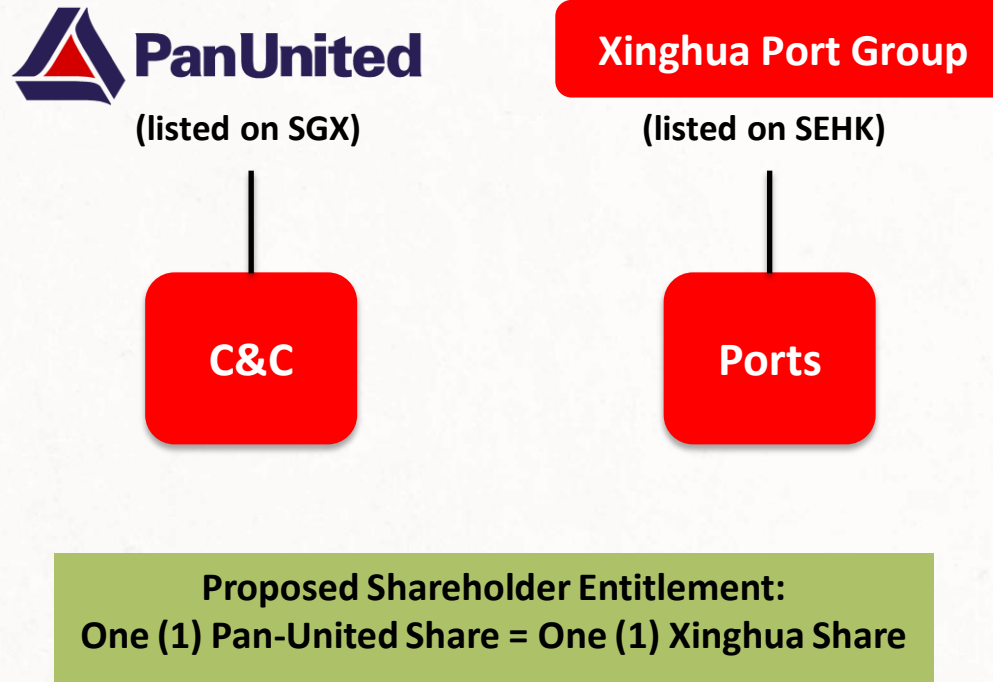 PanUnited
(listed on SGX)
Xinghua Port Group
(listed on SEHK)
C&C
Ports
Proposed Shareholder Entitlement:
One (1) Pan-United Share = One (1) Xinghua Share